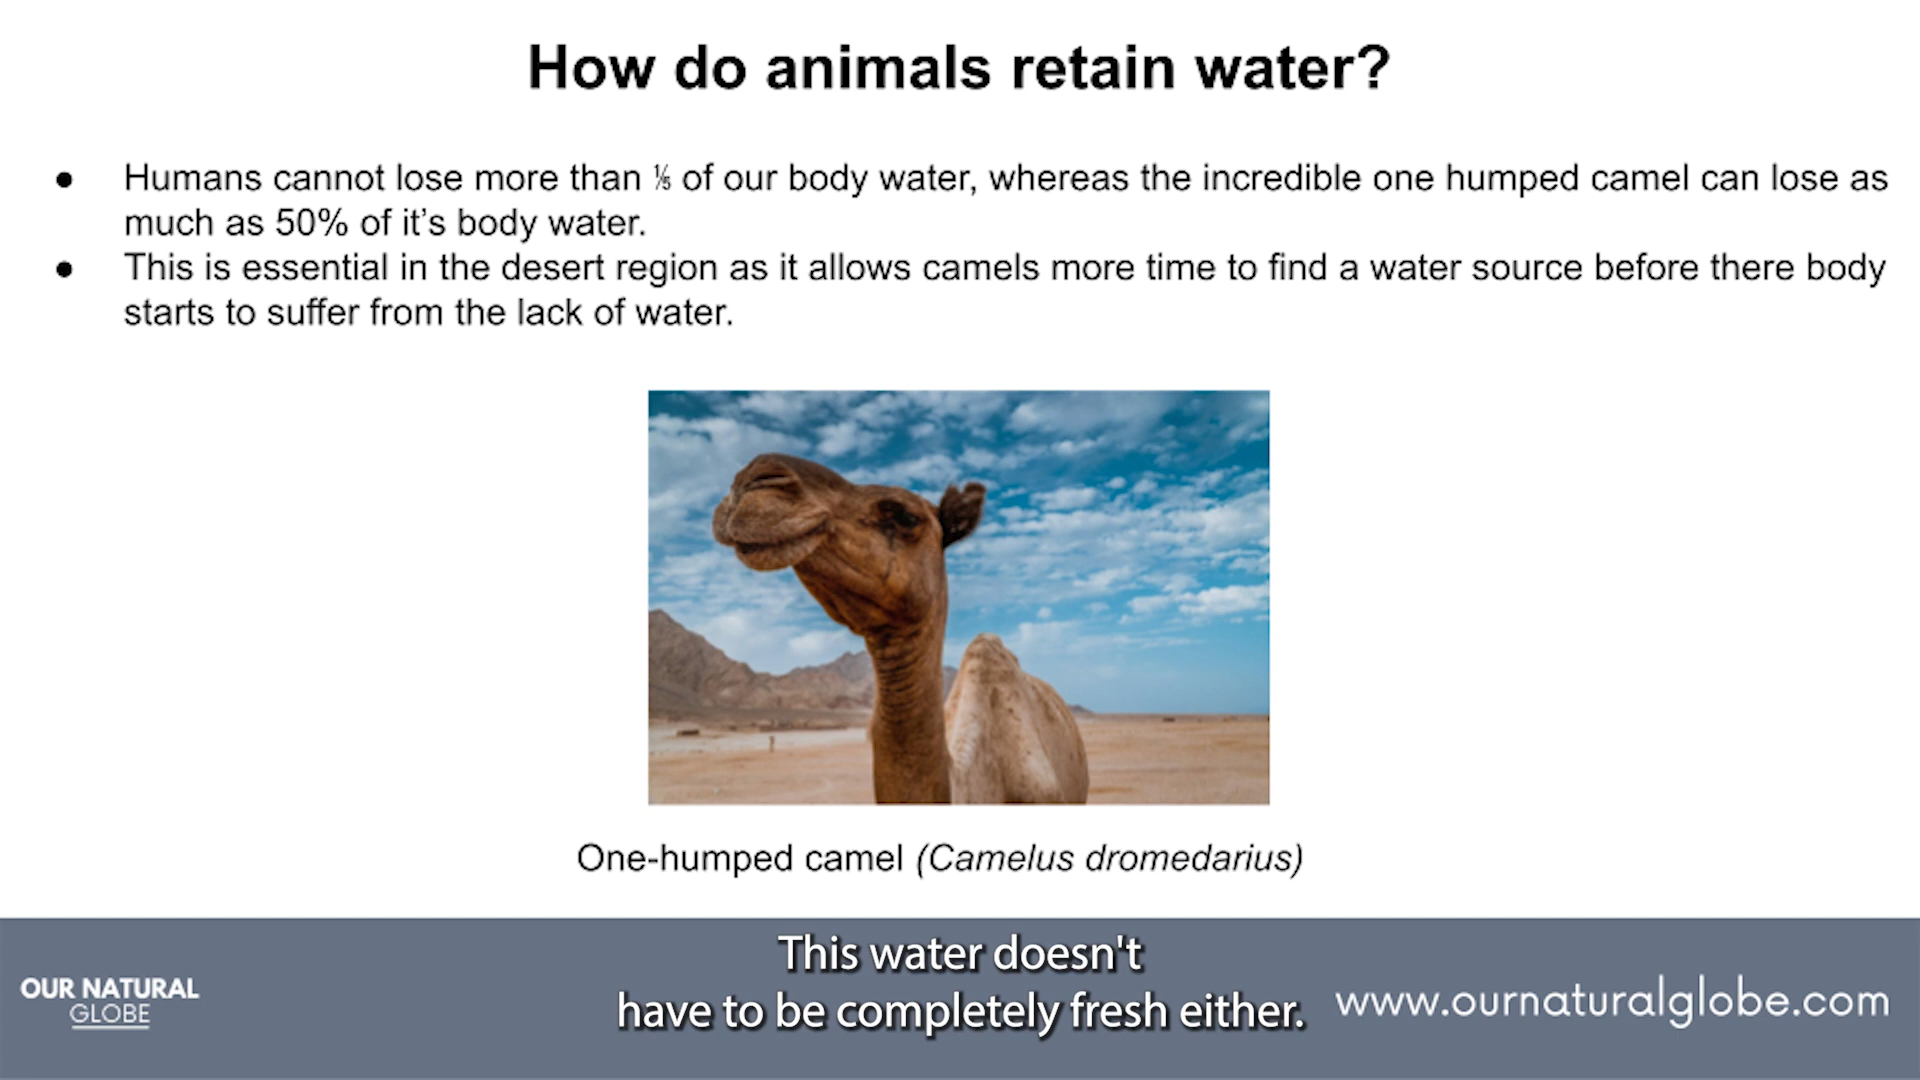 How do animals retain water?
● Humans cannot lose more than ⅕ of our body water, whereas the incredible one humped camel can lose as
much as 50% of it’s body water.
● This is essential in the desert region as it allows camels more time to find a water source before there body
starts to suffer from the lack of water.
One-humped camel (Camelus dromedarius)
This water doesn't
have to be completely fresh either.
OUR NATURAL
GLOBE
www.ournaturalglobe.com